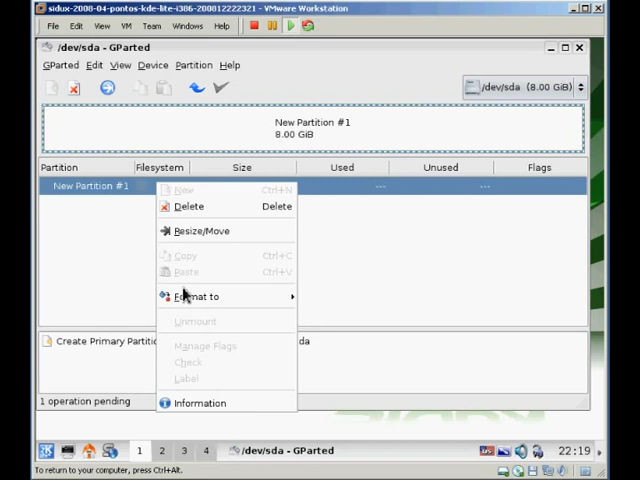 sidux-2008-04-pontos-kde-lite-i386-200812222321 - VMware Workstation
File Edit View VM Team Windows Help
/dev/sda - GParted
GParted Edit View Device Partition Help
/dev/sda (8.00 GiB)
New Partition #1
8.00 GiB
Partition Filesystem Size Used Unused Flags
New Partition #1 --- ---
New Ctrl+N
Delete Delete
Resize/Move
Copy Ctrl+C
Paste Ctrl+V
Format to
Unmount
Create Primary Partitio da
Manage Flags
Check
Label
Information
1 operation pending
1 2 3 4 /dev/sda - GParted 22:19
To return to your computer, press Ctrl+Alt.